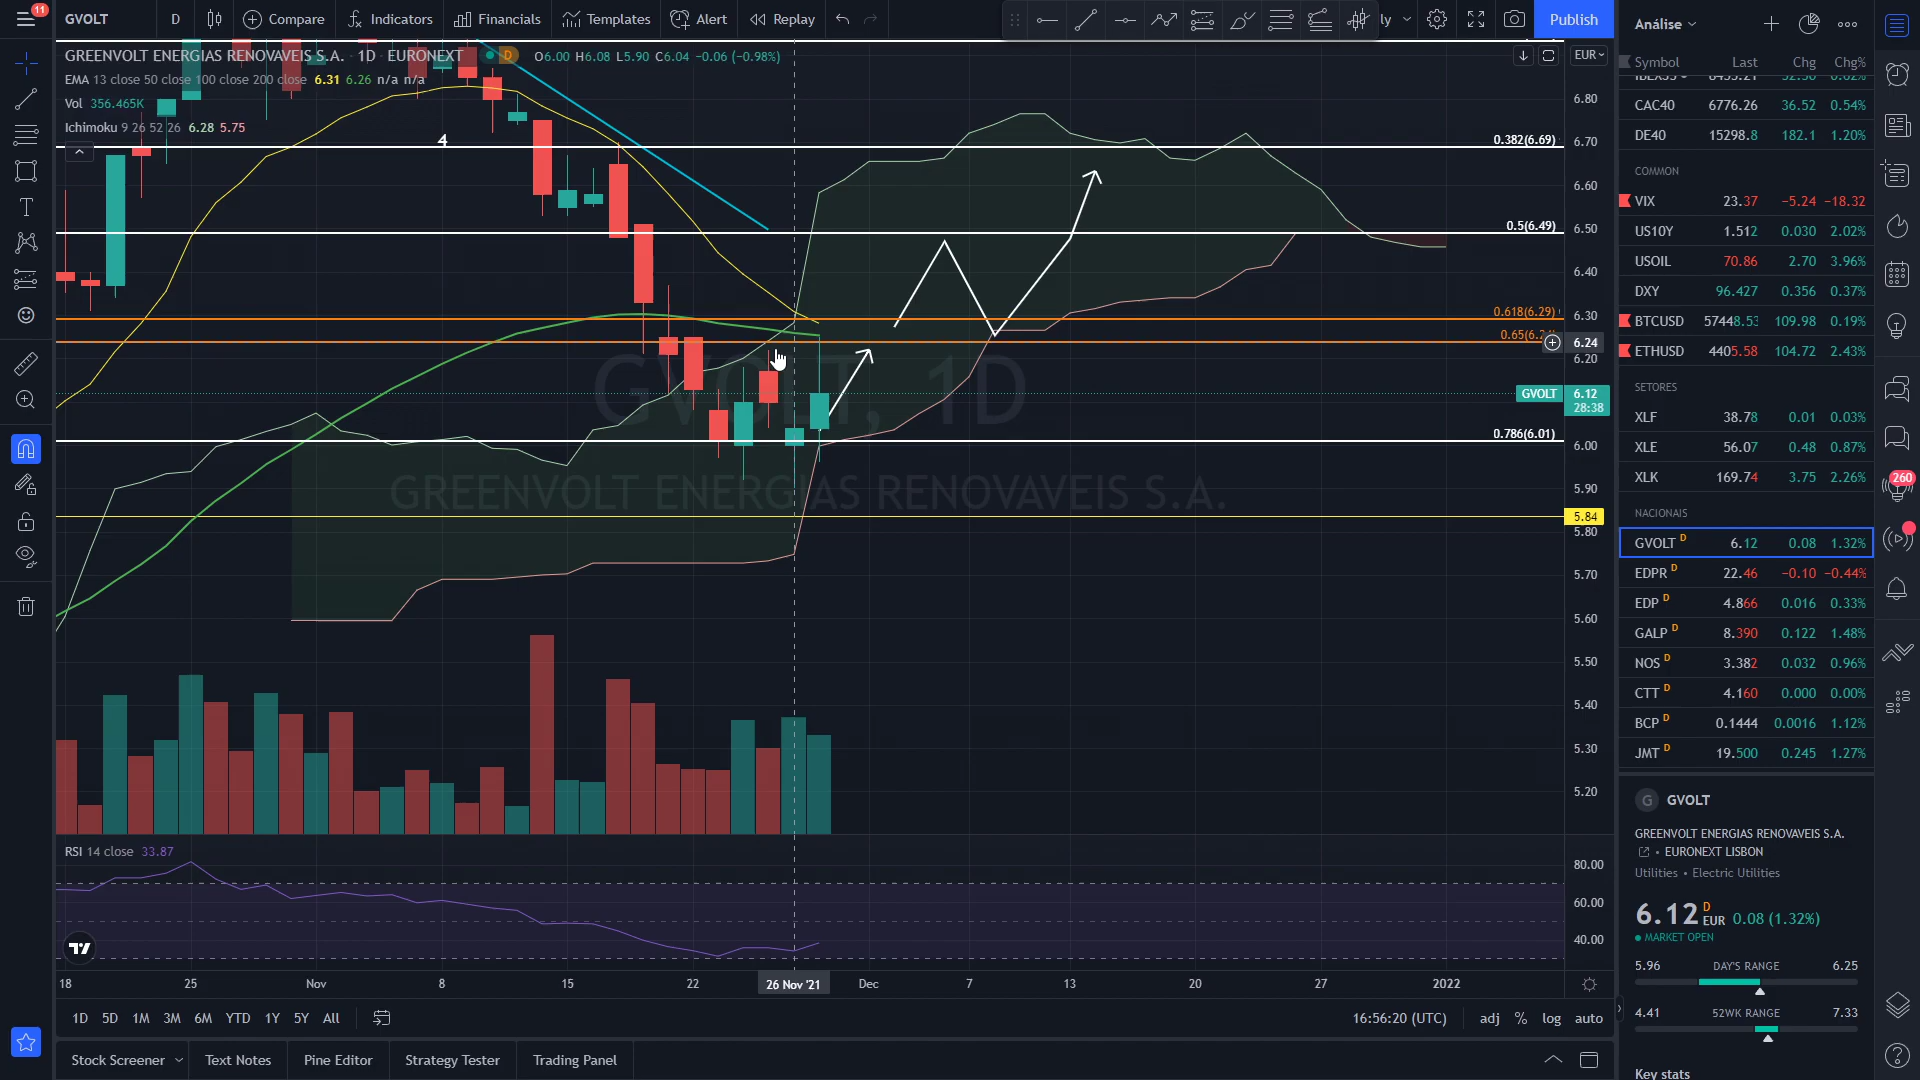 11
GVOLT
D
Compare
Indicators
Financials
Templates
Alert
Replay
ly
Publish
GREENVOLT ENERGIAS RENOVAVEIS S.A. · 1D · EURONEXT
D
O6.00 H6.08 L5.90 C6.04 −0.06 (−0.98%)
EUR
EMA 13 close 50 close 100 close 200 close 6.31 6.26 n/a n/a
Vol 356.465K
Ichimoku 9 26 52 26 6.28 5.75
4
0.382(6.69)
0.5(6.49)
0.618(6.29)
0.786(6.01)
GVOLT, 1D
GREENVOLT ENERGIAS RENOVAVEIS S.A.
6.80
6.70
6.60
6.50
6.40
6.30
6.24
6.20
GVOLT 6.12
28:38
6.00
5.90
5.84
5.80
5.70
5.60
5.50
5.40
5.30
5.20
RSI 14 close 33.87
80.00
60.00
40.00
18
25
Nov
8
15
22
26 Nov '21
Dec
7
13
20
27
2022
1D
5D
1M
3M
6M
YTD
1Y
5Y
All
16:56:20 (UTC)
adj
%
log
auto
Stock Screener
Text Notes
Pine Editor
Strategy Tester
Trading Panel
Análise
Symbol Last Chg Chg%
CAC40 6776.26 36.52 0.54%
DE40 15298.8 182.1 1.20%
COMMON
VIX 23.37 −5.24 −18.32
US10Y 1.512 0.030 2.02%
USOIL 70.86 2.70 3.96%
DXY 96.427 0.356 0.37%
BTCUSD 57448.53 109.98 0.19%
ETHUSD 4405.58 104.72 2.43%
SETORES
XLF 38.78 0.01 0.03%
XLE 56.07 0.48 0.87%
XLK 169.74 3.75 2.26%
NACIONAIS
GVOLT D 6.12 0.08 1.32%
EDPR D 22.46 −0.10 −0.44%
EDP D 4.866 0.016 0.33%
GALP D 8.390 0.122 1.48%
NOS D 3.382 0.032 0.96%
CTT D 4.160 0.000 0.00%
BCP D 0.1444 0.0016 1.12%
JMT D 19.500 0.245 1.27%
G GVOLT
GREENVOLT ENERGIAS RENOVAVEIS S.A.
• EURONEXT LISBON
Utilities • Electric Utilities
6.12 D EUR 0.08 (1.32%)
MARKET OPEN
5.96 DAY'S RANGE 6.25
4.41 52WK RANGE 7.33
Key stats
260